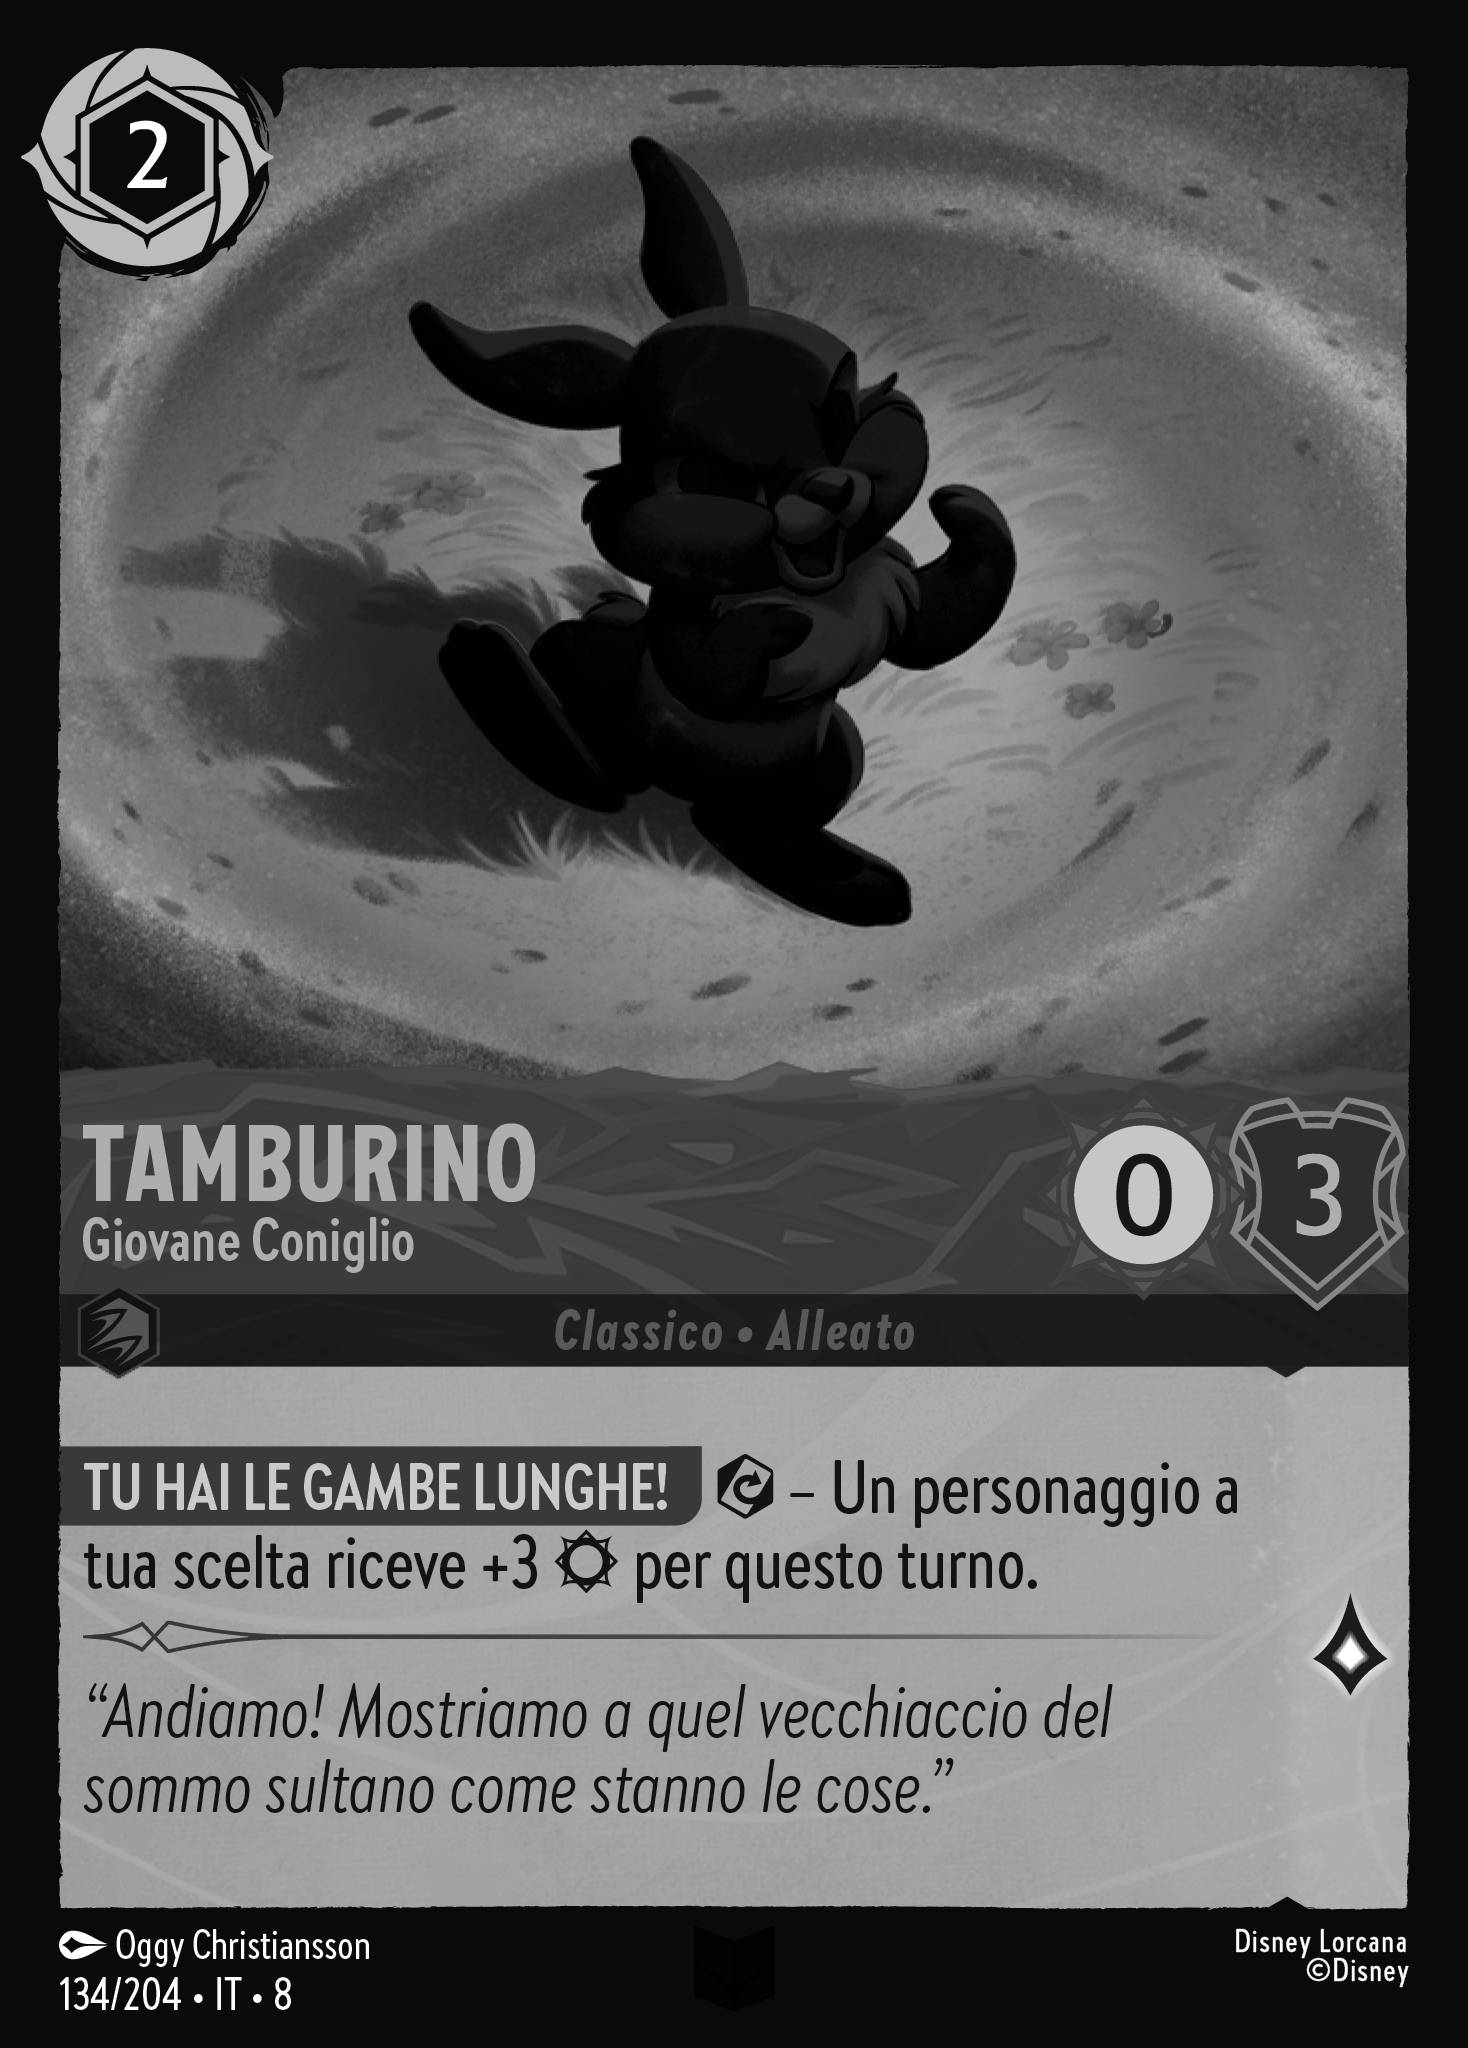 2
TAMBURINO
Giovane Coniglio
0 3
Classico • Alleato
TU HAI LE GAMBE LUNGHE! – Un personaggio a
tua scelta riceve +3 per questo turno.
“Andiamo! Mostriamo a quel vecchiaccio del
sommo sultano come stanno le cose.”
Oggy Christiansson
134/204 • IT • 8
Disney Lorcana
©Disney